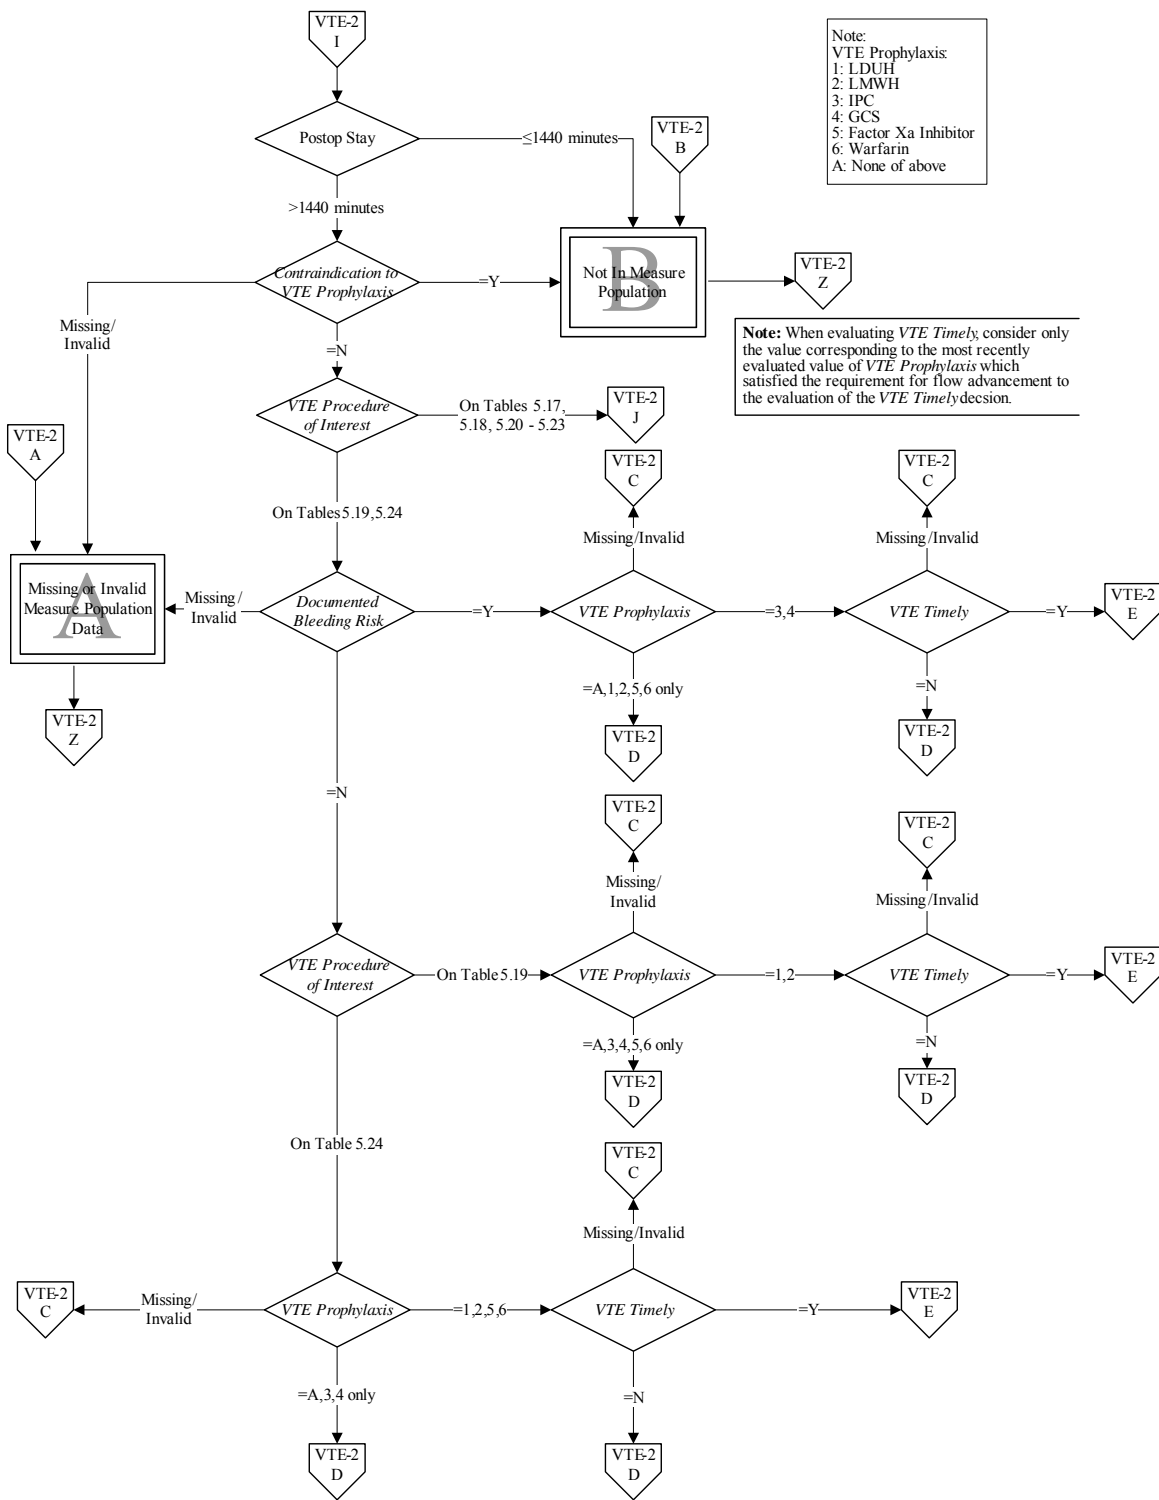 VTE-2
I
Note:
VTE Prophylaxis:
1: LDUH
2: LMWH
3: IPC
4: GCS
5: Factor Xa Inhibitor
6: Warfarin
A: None of above
Postop Stay
≤1440 minutes
VTE-2
B
>1440 minutes
Contraindication to
VTE Prophylaxis
=Y
B
Not In Measure
Population
VTE-2
Z
Missing/
Invalid
=N
Note: When evaluating VTE Timely, consider only
the value corresponding to the most recently
evaluated value of VTE Prophylaxis which
satisfied the requirement for flow advancement to
the evaluation of the VTE Timely decsion.
VTE Procedure
of Interest
On Tables 5.17,
5.18, 5.20 - 5.23
VTE-2
J
VTE-2
A
VTE-2
C
VTE-2
C
On Tables 5.19, 5.24
Missing/Invalid
Missing/Invalid
A
Missing or Invalid
Measure Population
Data
Missing/
Invalid
Documented
Bleeding Risk
=Y
VTE Prophylaxis
=3,4
VTE Timely
=Y
VTE-2
E
=A,1,2,5,6 only
=N
VTE-2
Z
VTE-2
D
VTE-2
D
=N
VTE-2
C
VTE-2
C
Missing/
Invalid
Missing/Invalid
VTE Procedure
of Interest
On Table 5.19
VTE Prophylaxis
=1,2
VTE Timely
=Y
VTE-2
E
=A,3,4,5,6 only
=N
VTE-2
D
VTE-2
D
On Table 5.24
VTE-2
C
Missing/Invalid
VTE-2
C
Missing/
Invalid
VTE Prophylaxis
=1,2,5,6
VTE Timely
=Y
VTE-2
E
=A,3,4 only
=N
VTE-2
D
VTE-2
D